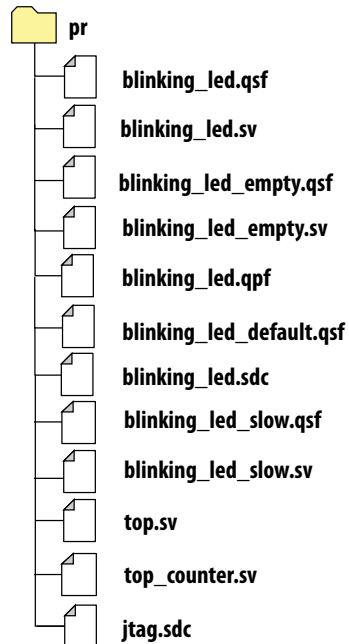 pr
blinking_led.qsf
blinking_led.sv
blinking_led_empty.qsf
blinking_led_empty.sv
blinking_led.qpf
blinking_led_default.qsf
blinking_led.sdc
blinking_led_slow.qsf
blinking_led_slow.sv
top.sv
top_counter.sv
jtag.sdc